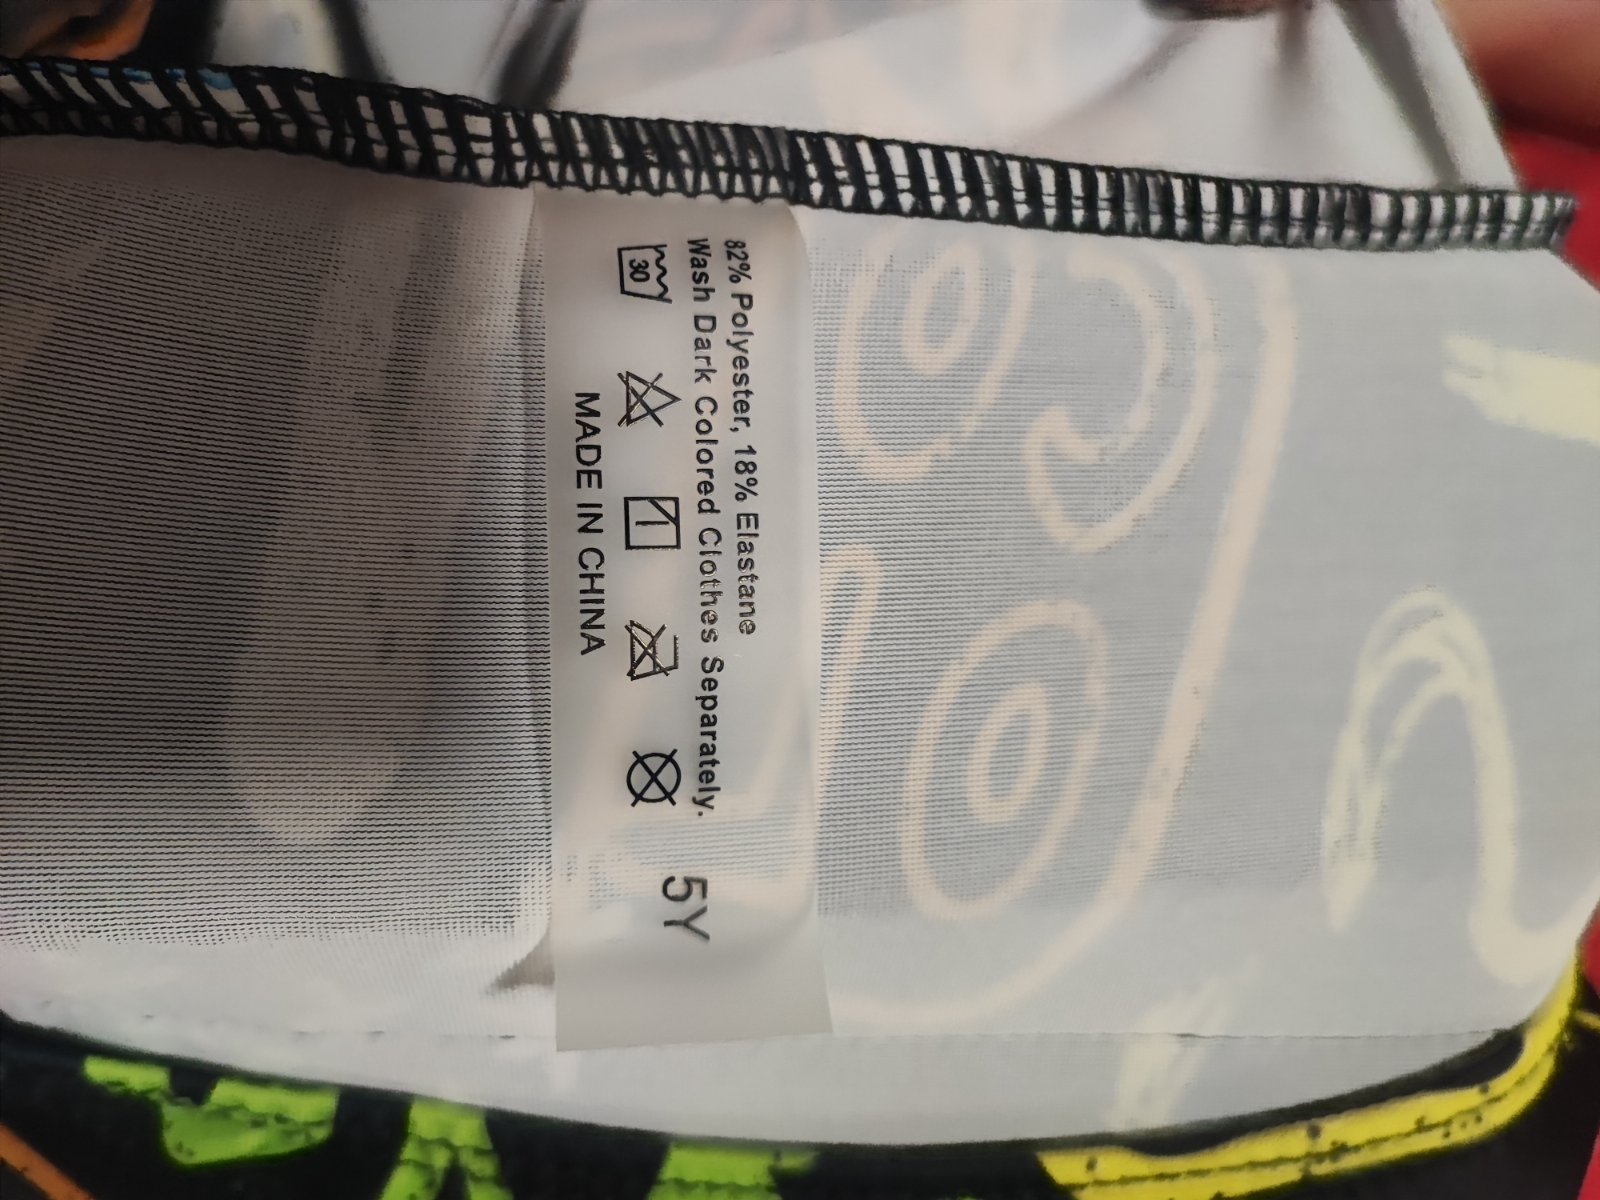 82% Polyester, 18% Elastane
Wash Dark Colored Clothes Separately.
30
MADE IN CHINA
5Y